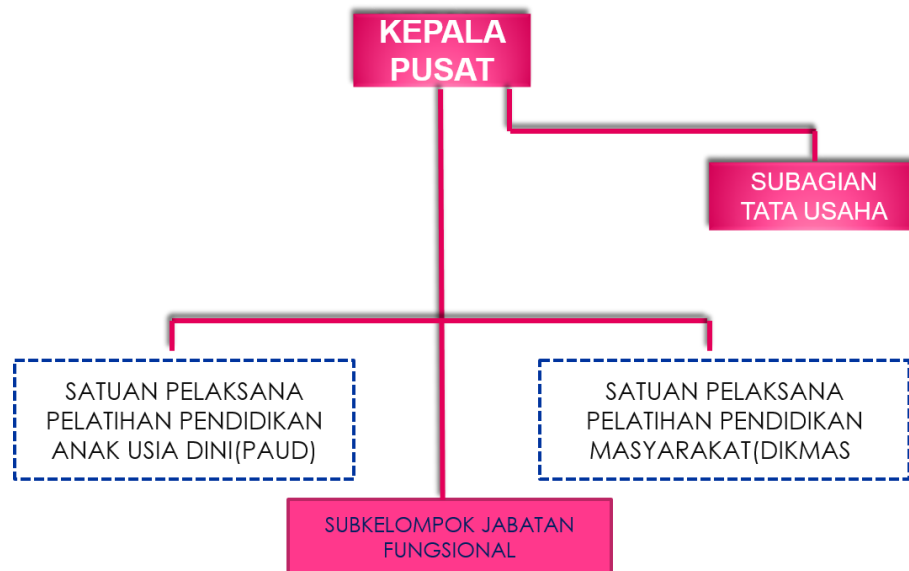 KEPALA
PUSAT
SUBAGIAN
TATA USAHA
SATUAN PELAKSANA
PELATIHAN PENDIDIKAN
ANAK USIA DINI(PAUD)
SATUAN PELAKSANA
PELATIHAN PENDIDIKAN
MASYARAKAT(DIKMAS
SUBKELOMPOK JABATAN
FUNGSIONAL